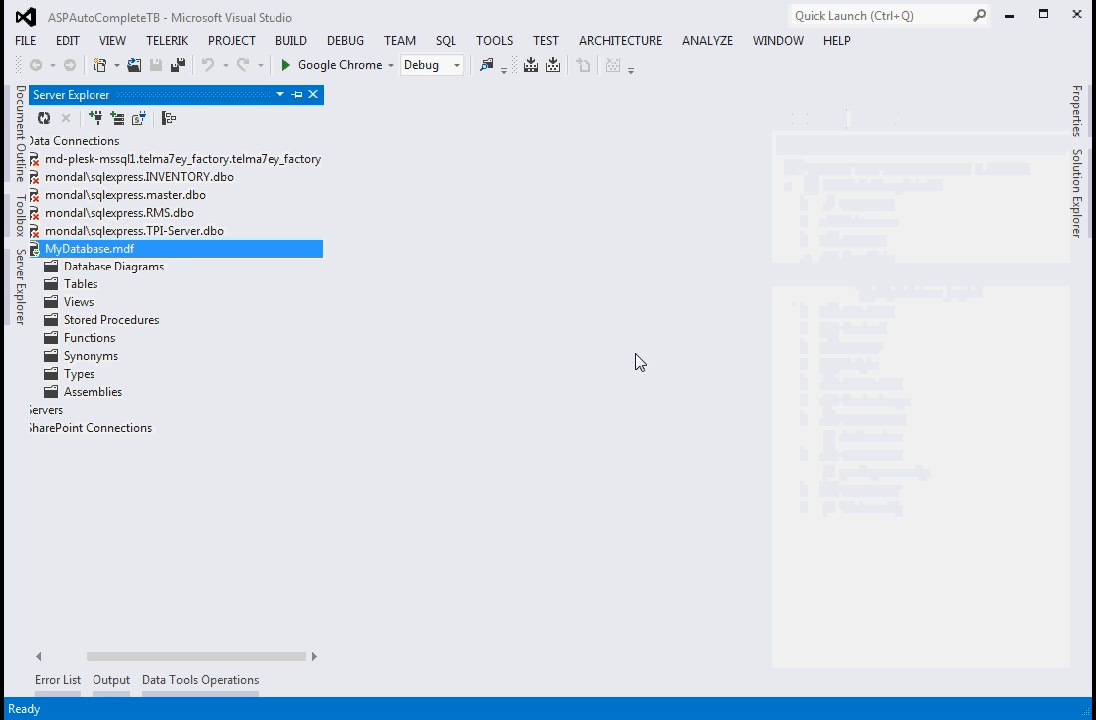 ASPAutoCompleteTB - Microsoft Visual Studio
Quick Launch (Ctrl+Q)
FILE EDIT VIEW TELERIK PROJECT BUILD DEBUG TEAM SQL TOOLS TEST ARCHITECTURE ANALYZE WINDOW HELP
Google Chrome Debug
Document Outline
Toolbox
Server Explorer
Server Explorer
Data Connections
md-plesk-mssql1.telma7ey_factory.telma7ey_factory
mondal\sqlexpress.INVENTORY.dbo
mondal\sqlexpress.master.dbo
mondal\sqlexpress.RMS.dbo
mondal\sqlexpress.TPI-Server.dbo
MyDatabase.mdf
Database Diagrams
Tables
Views
Stored Procedures
Functions
Synonyms
Types
Assemblies
Servers
SharePoint Connections
Properties
Solution Explorer
Error List Output Data Tools Operations
Ready